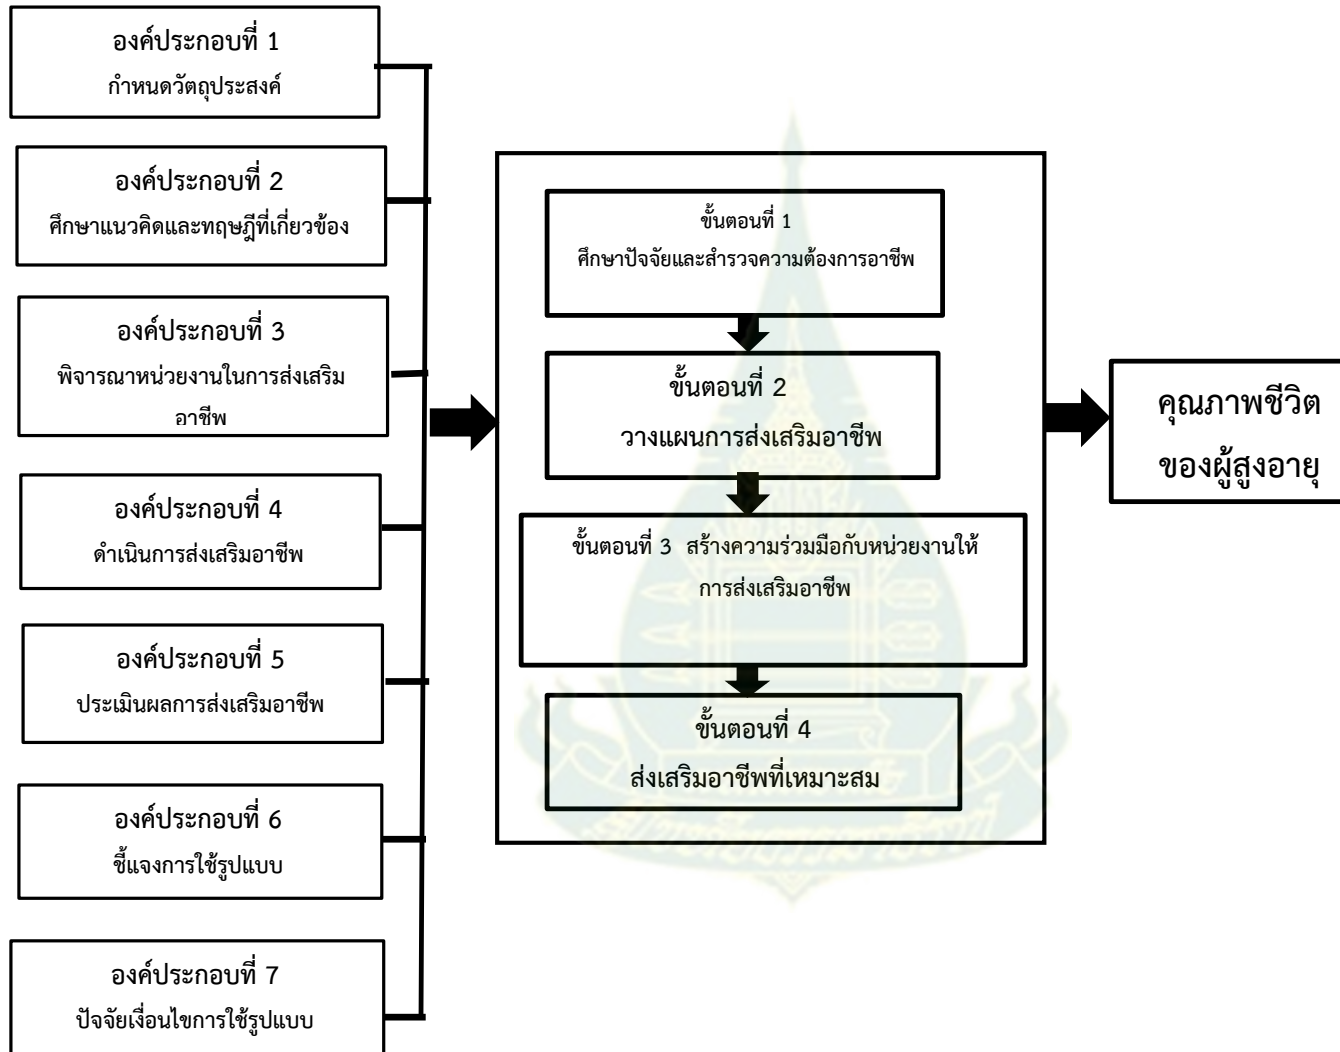 องค์ประกอบที่ 1
กำหนดวัตถุประสงค์
องค์ประกอบที่ 2
ศึกษาแนวคิดและทฤษฎีที่เกี่ยวข้อง
องค์ประกอบที่ 3
พิจารณาหน่วยงานในการส่งเสริม
อาชีพ
องค์ประกอบที่ 4
ดำเนินการส่งเสริมอาชีพ
องค์ประกอบที่ 5
ประเมินผลการส่งเสริมอาชีพ
องค์ประกอบที่ 6
ชี้แจงการใช้รูปแบบ
องค์ประกอบที่ 7
ปัจจัยเงื่อนไขการใช้รูปแบบ
ขั้นตอนที่ 1
ศึกษาปัจจัยและสำรวจความต้องการอาชีพ
ขั้นตอนที่ 2
วางแผนการส่งเสริมอาชีพ
ขั้นตอนที่ 3 สร้างความร่วมมือกับหน่วยงานให้
การส่งเสริมอาชีพ
ขั้นตอนที่ 4
ส่งเสริมอาชีพที่เหมาะสม
คุณภาพชีวิต
ของผู้สูงอายุ